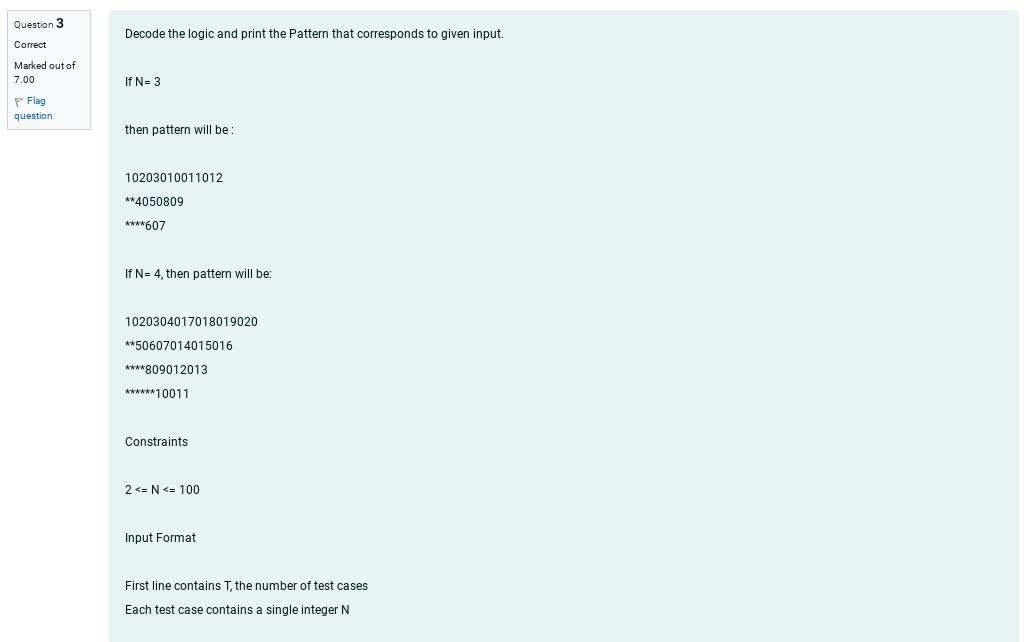 Question 3
Correct
Marked out of
7.00
Flag
question
Decode the logic and print the Pattern that corresponds to given input.
If N= 3
then pattern will be :
10203010011012
**4050809
****607
If N= 4, then pattern will be:
1020304017018019020
**50607014015016
****809012013
******10011
Constraints
2 <= N <= 100
Input Format
First line contains T, the number of test cases
Each test case contains a single integer N